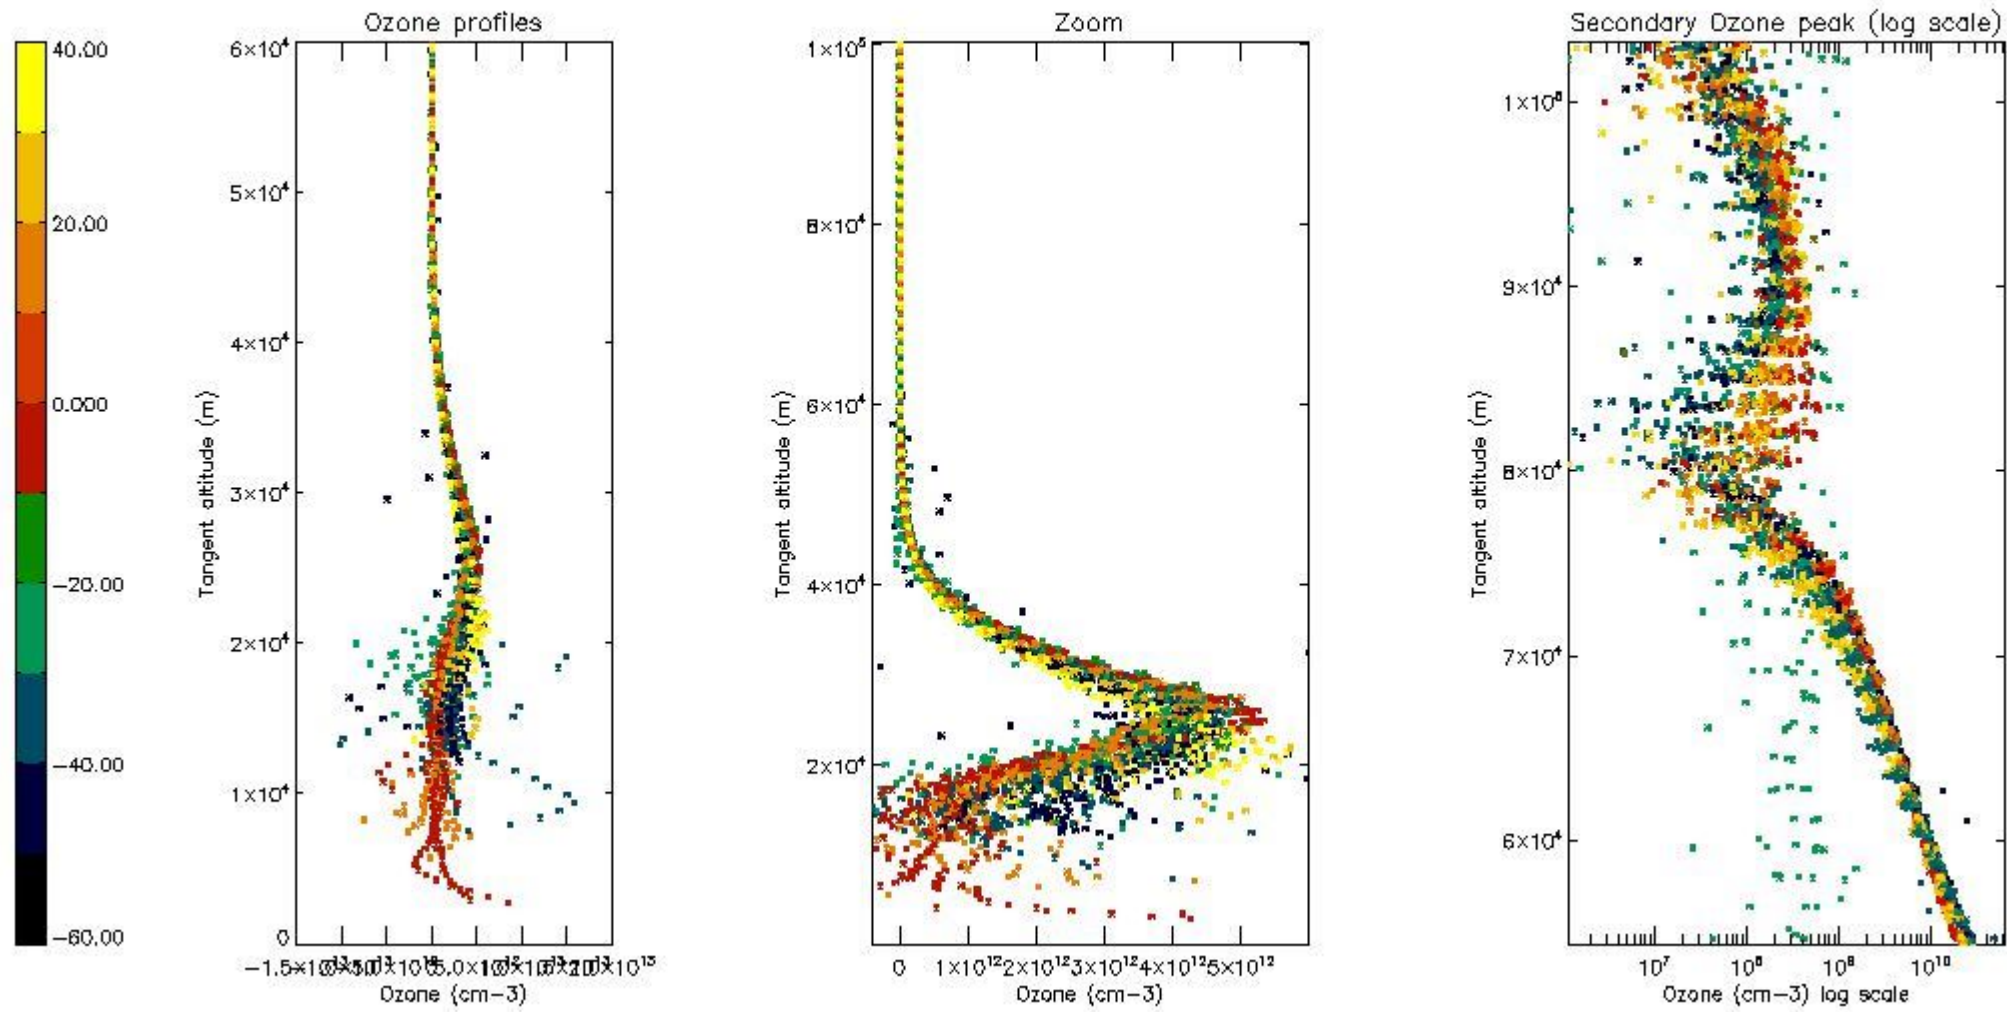 Ozone profiles
Zoom
Secondary Ozone peak (log scale)
40.00
20.00
0.000
−20.00
−40.00
−60.00
6×10⁴
5×10⁴
4×10⁴
3×10⁴
2×10⁴
1×10⁴
0
Tangent altitude (m)
Ozone (cm−3)
1×10⁵
8×10⁴
6×10⁴
4×10⁴
2×10⁴
Tangent altitude (m)
0 1×10¹² 2×10¹² 3×10¹² 4×10¹² 5×10¹²
Ozone (cm−3)
9×10⁴
8×10⁴
7×10⁴
6×10⁴
Tangent altitude (m)
10⁷ 10⁸ 10⁹ 10¹⁰
Ozone (cm−3) log scale